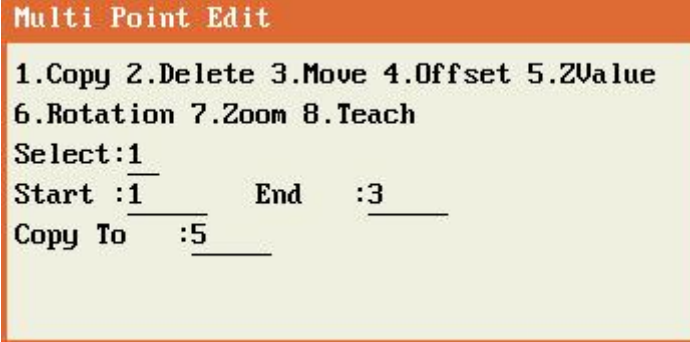 Multi Point Edit
1.Copy 2.Delete 3.Move 4.Offset 5.ZValue
6.Rotation 7.Zoom 8.Teach
Select:1
Start :1 End :3
Copy To :5